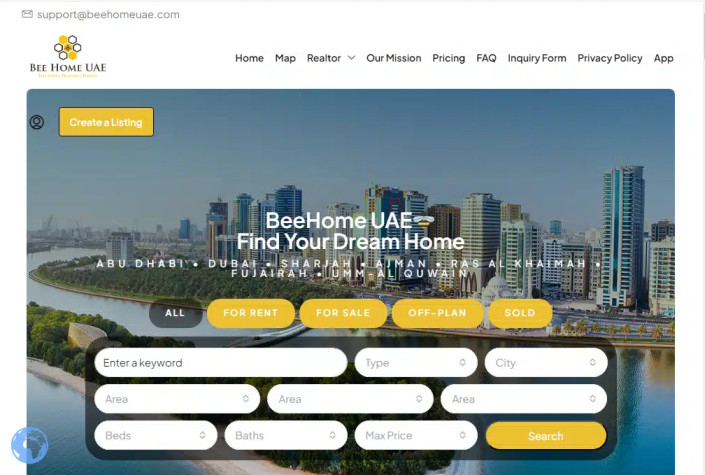 support@beehomeuae.com
BEE HOME UAE
Home Map Realtor Our Mission Pricing FAQ Inquiry Form Privacy Policy App
Create a Listing
BeeHome UAE
Find Your Dream Home
ABU DHABI • DUBAI • SHARJAH • AJMAN • RAS AL KHAIMAH •
FUJAIRAH • UMM-AL QUWAIN
ALL FOR RENT FOR SALE OFF-PLAN SOLD
Enter a keyword Type City
Area Area Area
Beds Baths Max Price Search